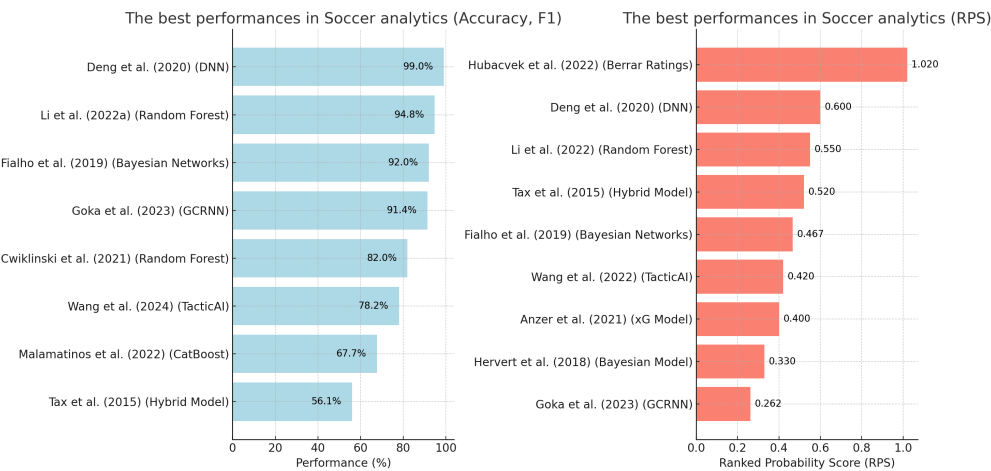 The best performances in Soccer analytics (Accuracy, F1)
Deng et al. (2020) (DNN)
99.0%
Li et al. (2022a) (Random Forest)
94.8%
Fialho et al. (2019) (Bayesian Networks)
92.0%
Goka et al. (2023) (GCRNN)
91.4%
Cwiklinski et al. (2021) (Random Forest)
82.0%
Wang et al. (2024) (TacticAI)
78.2%
Malamatinos et al. (2022) (CatBoost)
67.7%
Tax et al. (2015) (Hybrid Model)
56.1%
0 20 40 60 80 100
Performance (%)
The best performances in Soccer analytics (RPS)
Hubacvek et al. (2022) (Berrar Ratings)
1.020
Deng et al. (2020) (DNN)
0.600
Li et al. (2022) (Random Forest)
0.550
Tax et al. (2015) (Hybrid Model)
0.520
Fialho et al. (2019) (Bayesian Networks)
0.467
Wang et al. (2022) (TacticAI)
0.420
Anzer et al. (2021) (xG Model)
0.400
Hervert et al. (2018) (Bayesian Model)
0.330
Goka et al. (2023) (GCRNN)
0.262
0.0 0.2 0.4 0.6 0.8 1.0
Ranked Probability Score (RPS)